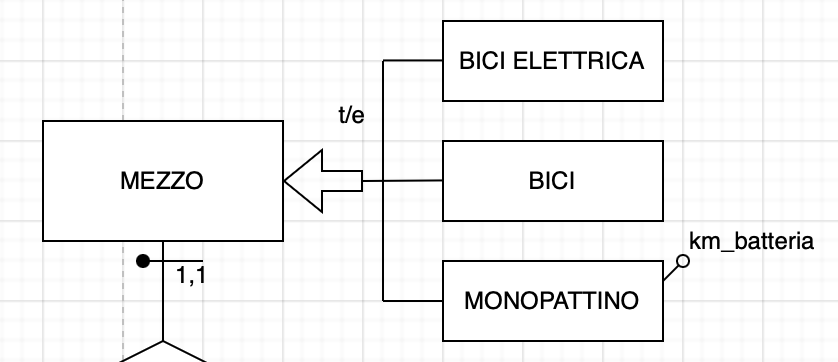 BICI ELETTRICA
t/e
MEZZO
BICI
km_batteria
1,1
MONOPATTINO